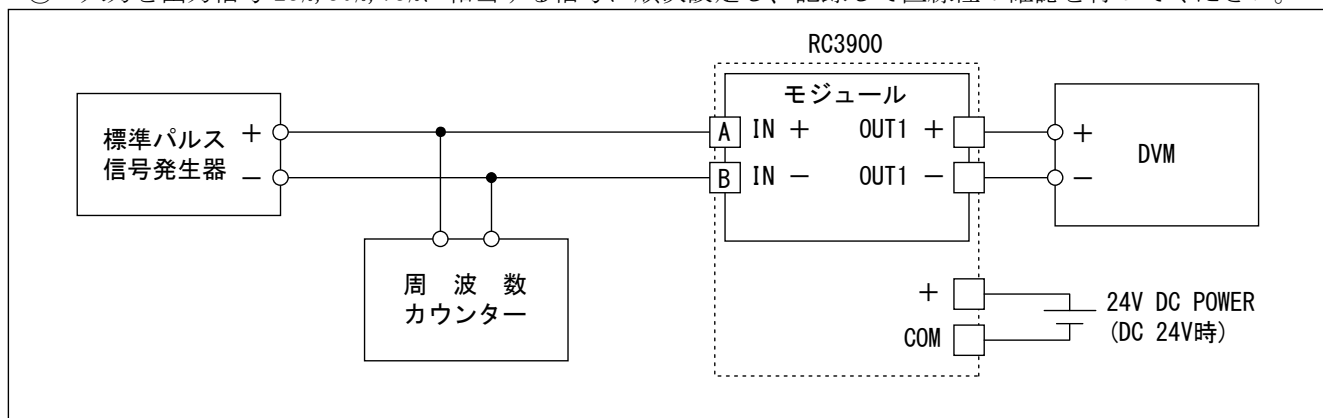 RC3900
標準パルス
信号発生器
+
−
周 波 数
カウンター
モジュール
A IN + OUT1 +
B IN − OUT1 −
+
−
DVM
+
COM
24V DC POWER
(DC 24V時)